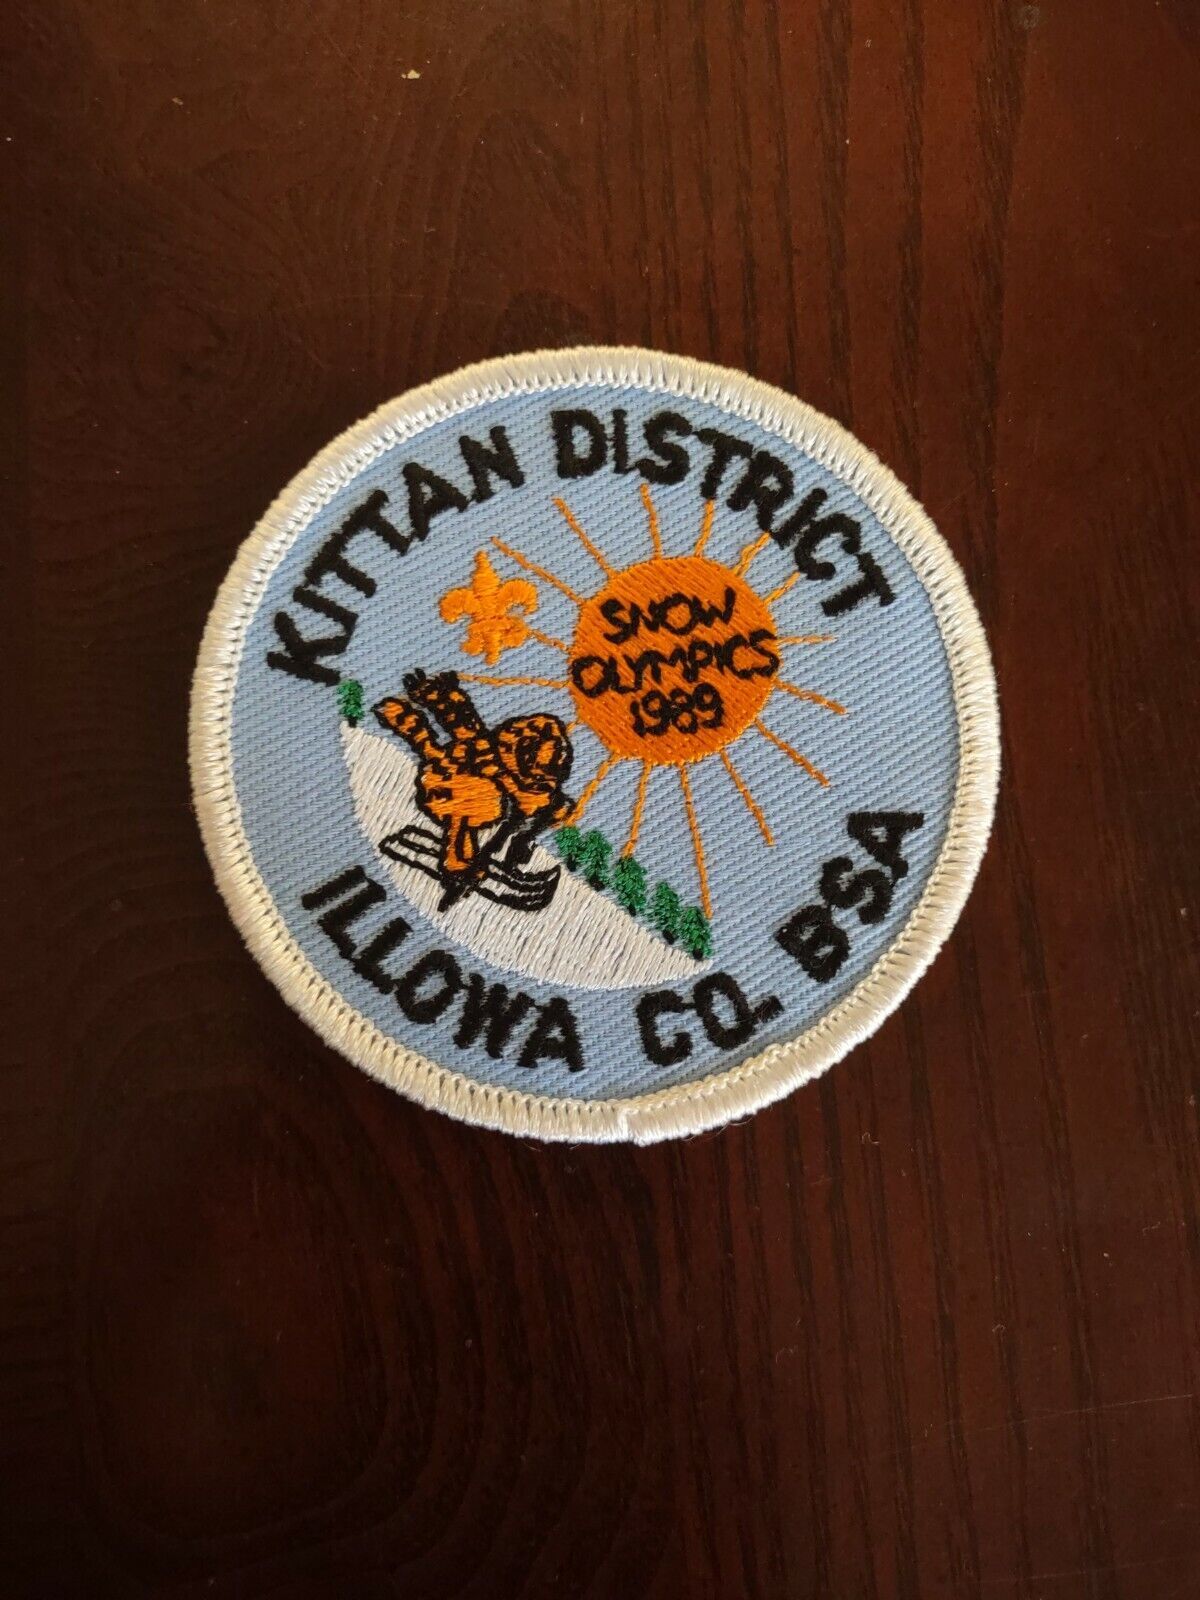 KITTAN DISTRICT
SNOW
OLYMPICS
1989
ILLOWA CO. BSA